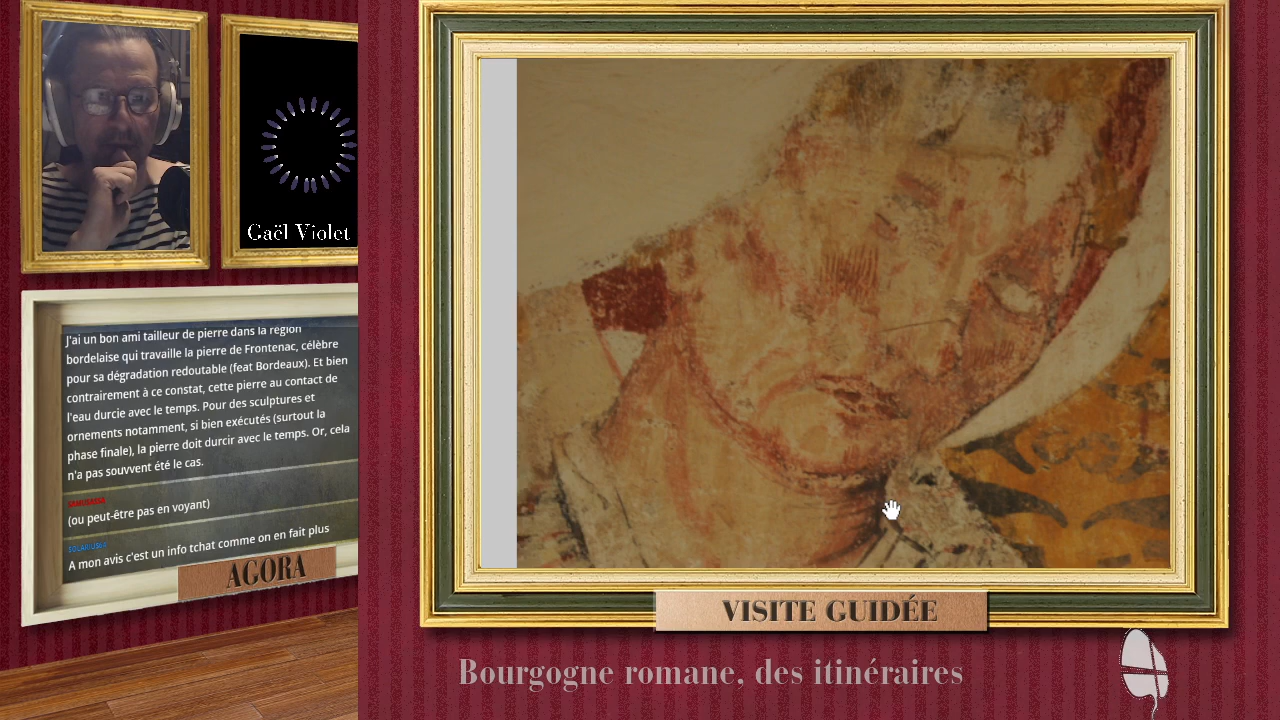 Gaël Violet
J'ai un bon ami tailleur de pierre dans la région
bordelaise qui travaille la pierre de Frontenac, célèbre
pour sa dégradation redoutable (feat Bordeaux). Et bien
contrairement à ce constat, cette pierre au contact de
l'eau durcie avec le temps. Pour des sculptures et
ornements notamment, si bien exécutés (surtout la
phase finale), la pierre doit durcir avec le temps. Or, cela
n'a pas souvvent été le cas.
(ou peut-être pas en voyant)
A mon avis c'est un info tchat comme on en fait plus
AGORA
VISITE GUIDÉE
Bourgogne romane, des itinéraires